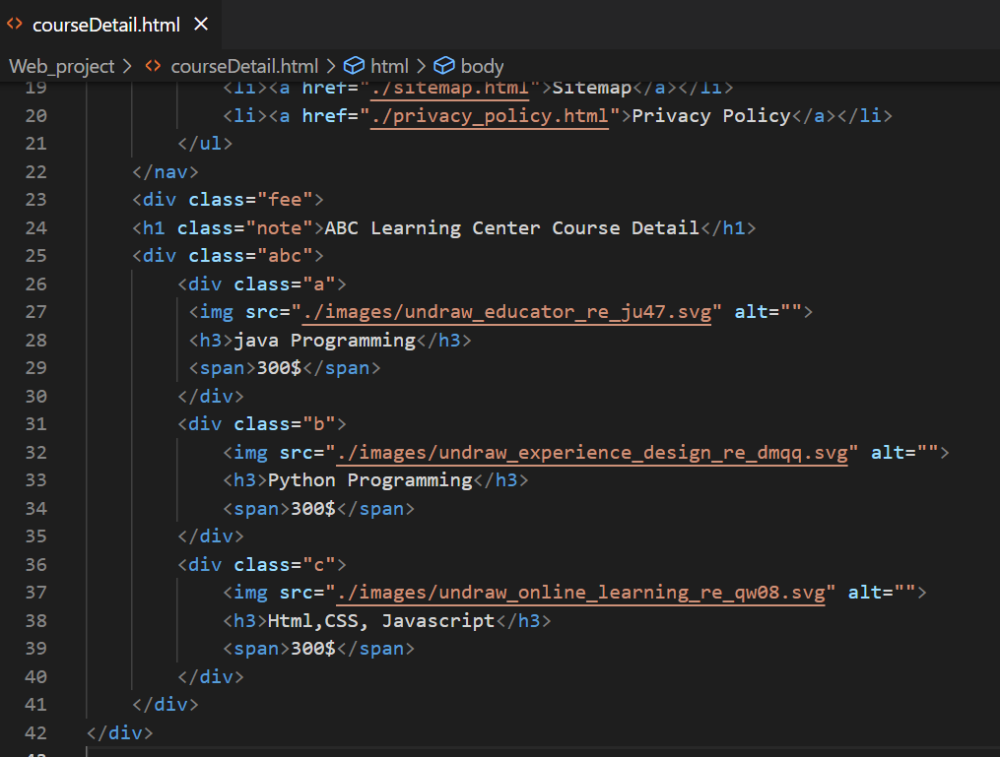 courseDetail.html
Web_project > courseDetail.html > html > body
19 <li><a href="./sitemap.html">Sitemap</a></li>
20 <li><a href="./privacy_policy.html">Privacy Policy</a></li>
21 </ul>
22 </nav>
23 <div class="fee">
24 <h1 class="note">ABC Learning Center Course Detail</h1>
25 <div class="abc">
26 <div class="a">
27 <img src="./images/undraw_educator_re_ju47.svg" alt="">
28 <h3>java Programming</h3>
29 <span>300$</span>
30 </div>
31 <div class="b">
32 <img src="./images/undraw_experience_design_re_dmqq.svg" alt="">
33 <h3>Python Programming</h3>
34 <span>300$</span>
35 </div>
36 <div class="c">
37 <img src="./images/undraw_online_learning_re_qw08.svg" alt="">
38 <h3>Html,CSS, Javascript</h3>
39 <span>300$</span>
40 </div>
41 </div>
42 </div>